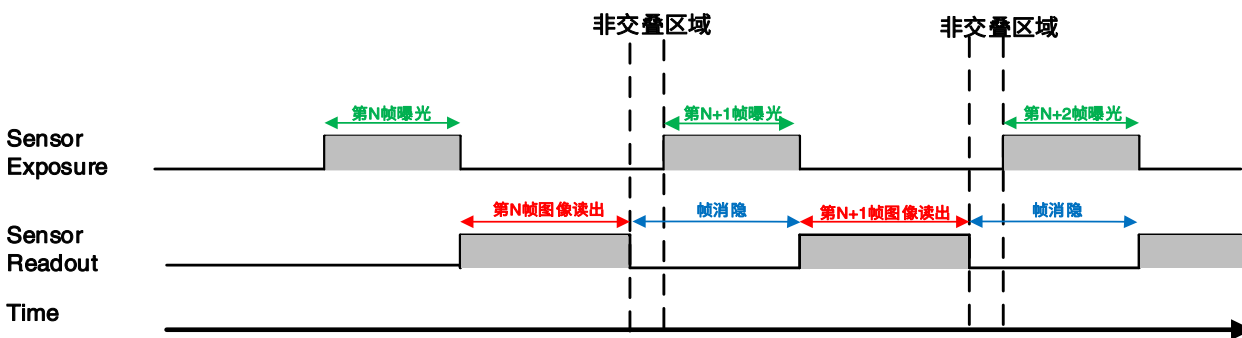 非交叠区域
非交叠区域
第N帧曝光
第N+1帧曝光
第N+2帧曝光
Sensor
Exposure
第N帧图像读出
帧消隐
第N+1帧图像读出
帧消隐
Sensor
Readout
Time